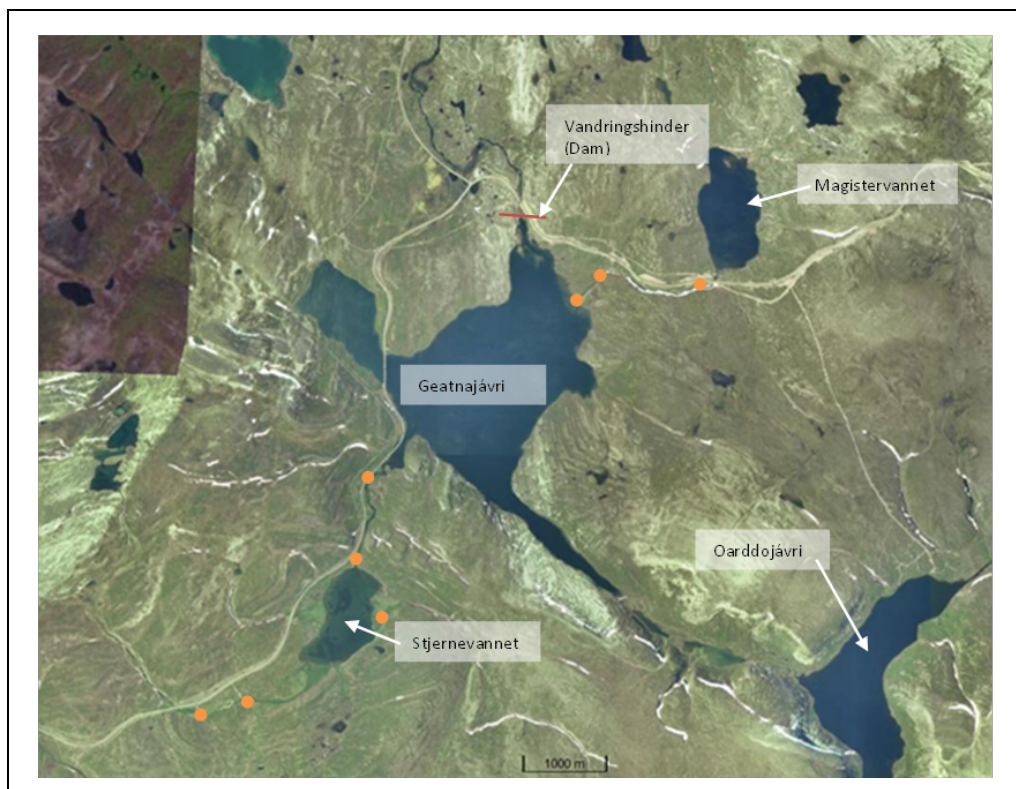 Vandringshinder
(Dam)
Magistervannet
Geatnajávri
Oarddojávri
Stjernevannet
1000 m